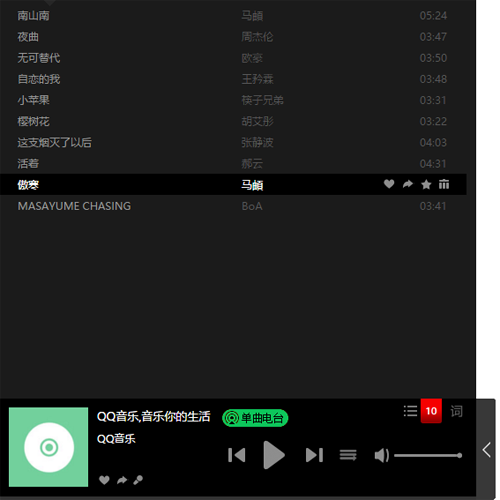 南山南 马頔 05:24
夜曲 周杰伦 03:47
无可替代 欧豪 03:50
自恋的我 王矜霖 03:48
小苹果 筷子兄弟 03:31
樱树花 胡艾彤 03:22
这支烟灭了以后 张静波 04:03
活着 郝云 04:31
傲寒 马頔
MASAYUME CHASING BoA 03:41
QQ音乐,音乐你的生活 单曲电台 10 词
QQ音乐